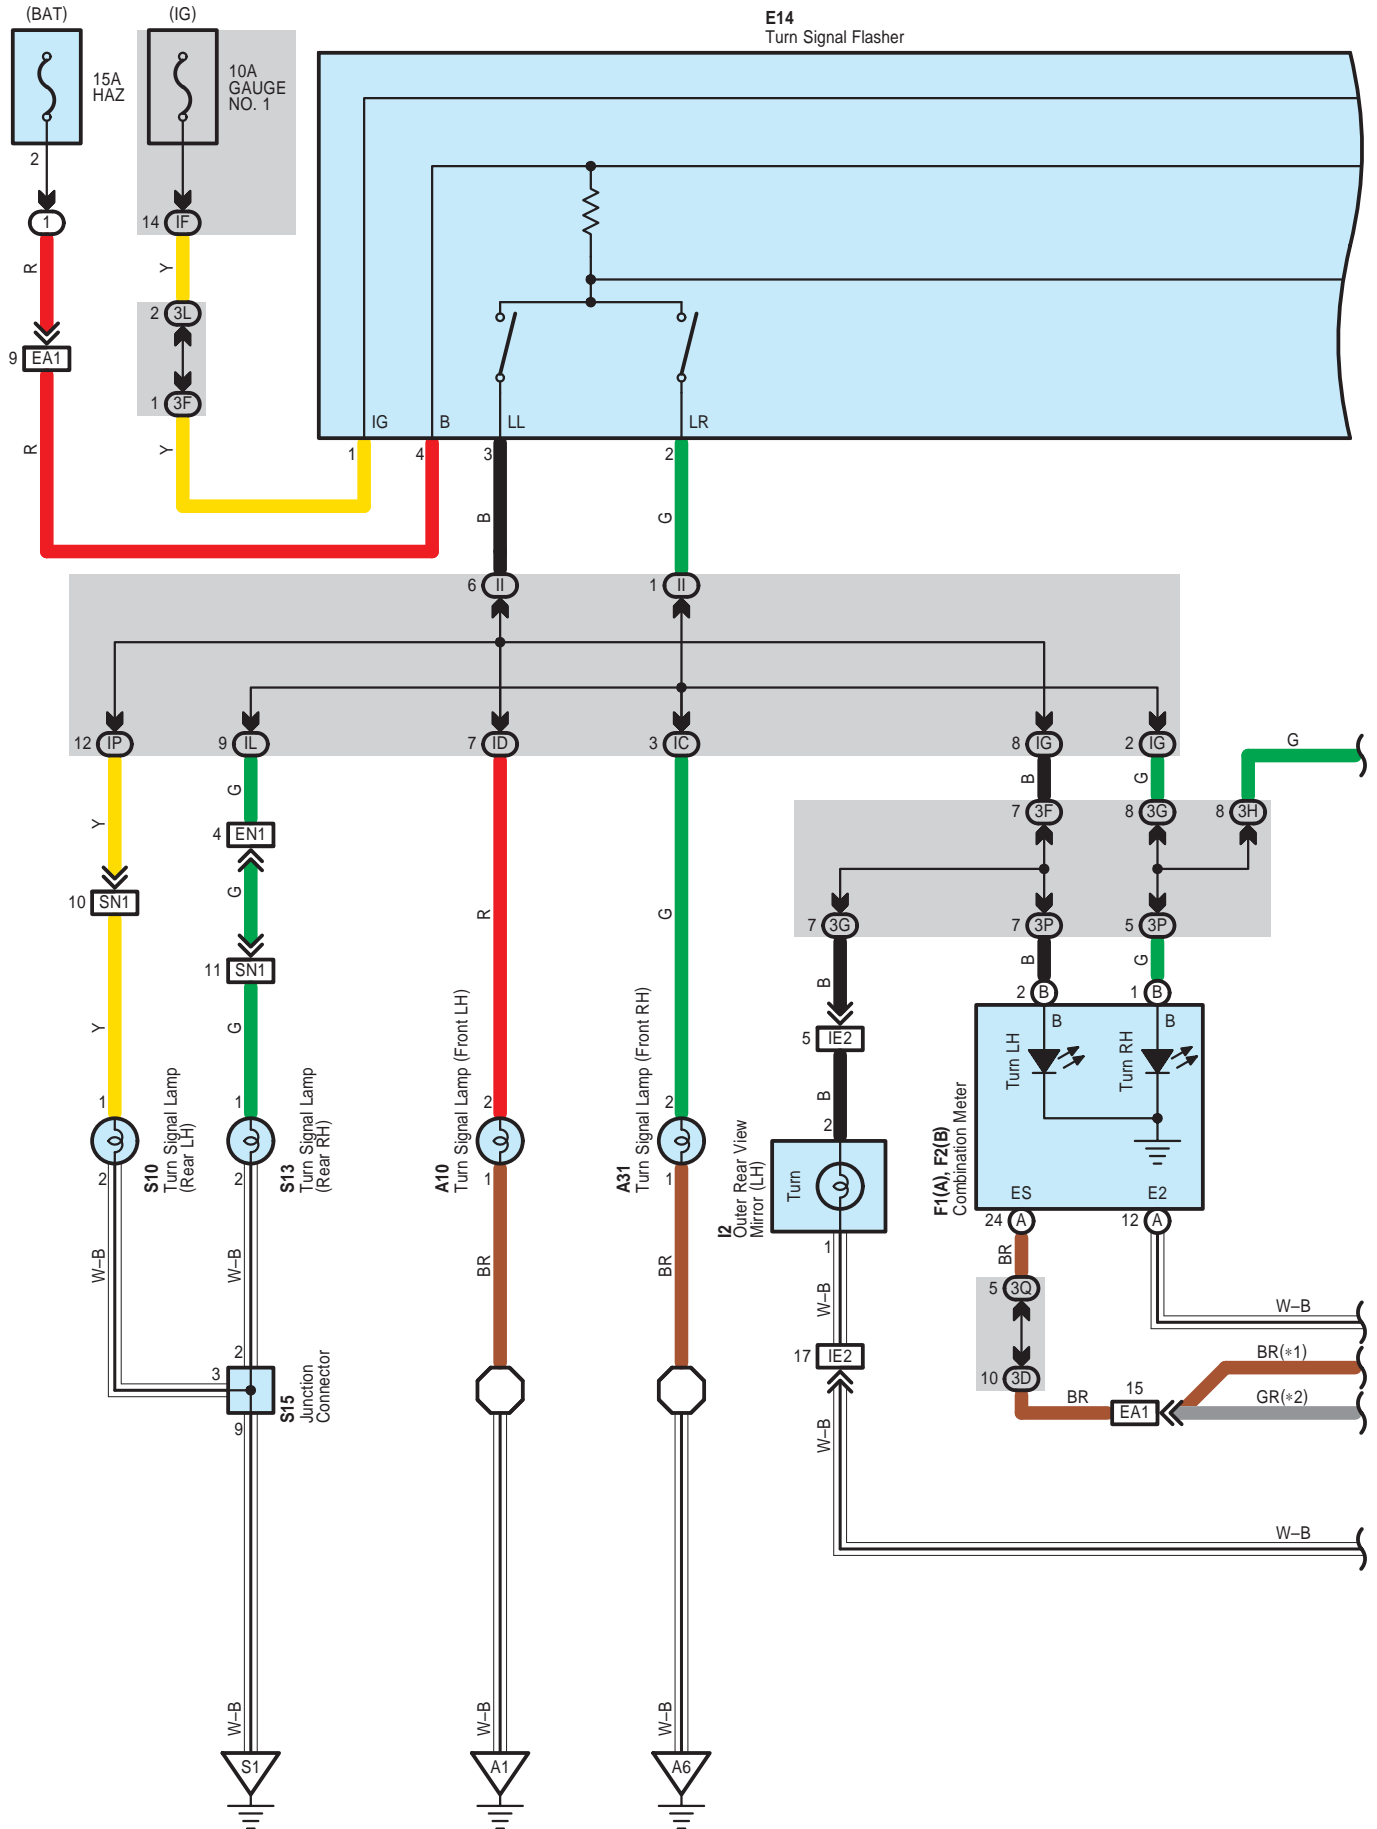 (BAT)
(IG)
E14
Turn Signal Flasher
15A
HAZ
10A
GAUGE
NO. 1
2
1
14 IF
R
Y
2 3L
9 EA1
1 3F
R
Y
IG
B
LL
LR
1
4
3
2
B
G
6 II
1 II
12 IP
9 IL
7 ID
3 IC
8 IG
2 IG
G
Y
G
B
G
4 EN1
7 3F
8 3G
8 3H
10 SN1
G
R
G
7 3G
7 3P
5 3P
11 SN1
B
B
G
2 B
1 B
Y
G
5 IE2
B
B
Turn LH
Turn RH
B
1
1
2
2
2
S10
Turn Signal Lamp
(Rear LH)
S13
Turn Signal Lamp
(Rear RH)
A10
Turn Signal Lamp (Front LH)
A31
Turn Signal Lamp (Front RH)
I2
Outer Rear View
Mirror (LH)
Turn
F1(A), F2(B)
Combination Meter
2
2
1
1
1
ES
E2
24 A
12 A
W–B
W–B
BR
BR
W–B
BR
5 3Q
W–B
17 IE2
BR(*1)
10 3D
BR
15
EA1
GR(*2)
2
3
9
S15
Junction
Connector
W–B
W–B
W–B
W–B
W–B
S1
A1
A6